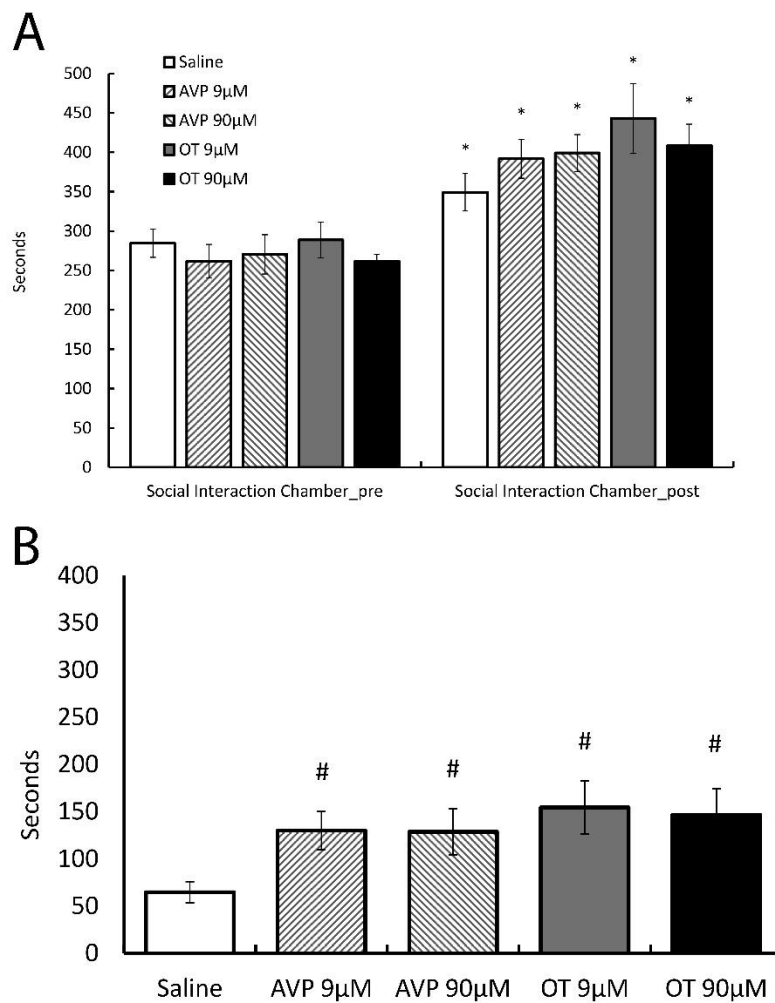 A
Saline
AVP 9µM
AVP 90µM
OT 9µM
OT 90µM
500
450
400
350
300
250
200
150
100
50
0
Seconds
* * * * *
Social Interaction Chamber_pre Social Interaction Chamber_post
B
400
350
300
250
200
150
100
50
0
Seconds
# # # #
Saline AVP 9µM AVP 90µM OT 9µM OT 90µM